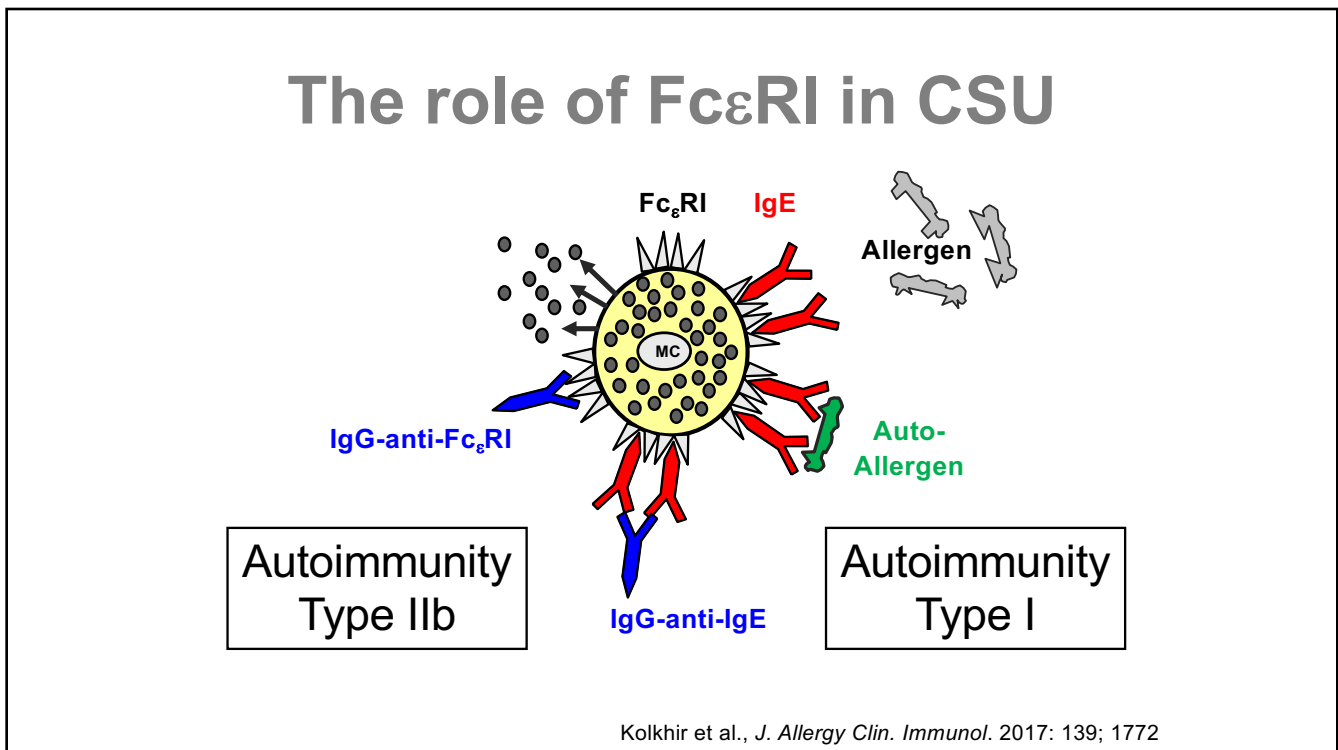 The role of FcεRI in CSU
FcεRI
IgE
Allergen
MC
IgG-anti-FcεRI
Auto-
Allergen
Autoimmunity
Type IIb
IgG-anti-IgE
Autoimmunity
Type I
Kolkhir et al., J. Allergy Clin. Immunol. 2017: 139; 1772